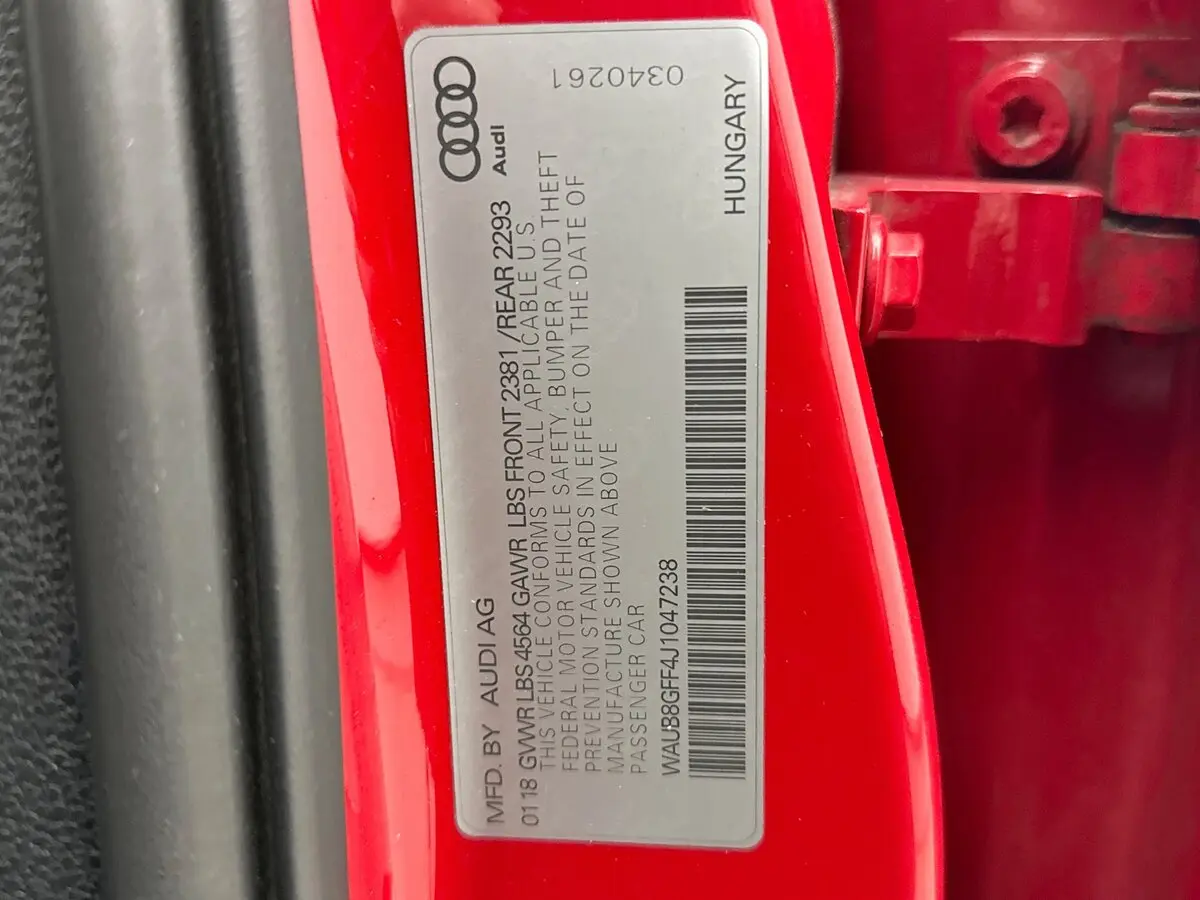 MFD. BY AUDI AG
0118 GVWR LBS 4564 GAWR LBS FRONT 2381/REAR 2293
Audi
THIS VEHICLE CONFORMS TO ALL APPLICABLE U.S.
FEDERAL MOTOR VEHICLE SAFETY, BUMPER AND THEFT
PREVENTION STANDARDS IN EFFECT ON THE DATE OF
MANUFACTURE SHOWN ABOVE
PASSENGER CAR
WAUB8GFF4J1047238
HUNGARY
0340261